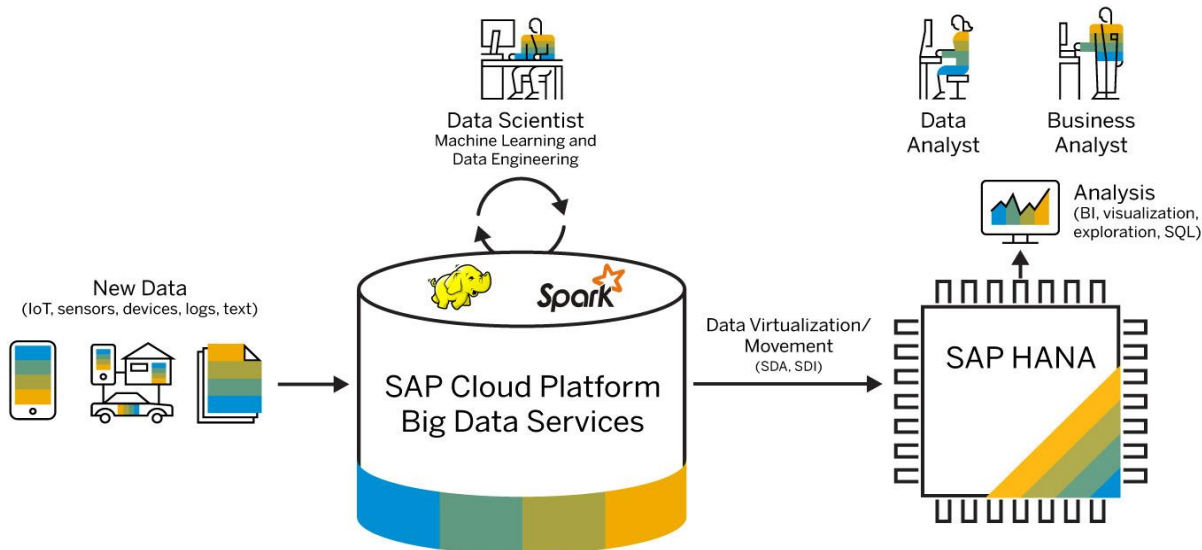 Data Scientist
Machine Learning and
Data Engineering
Data
Analyst
Business
Analyst
Analysis
(BI, visualization,
exploration, SQL)
New Data
(IoT, sensors, devices, logs, text)
Spark
SAP Cloud Platform
Big Data Services
Data Virtualization/
Movement
(SDA, SDI)
SAP HANA